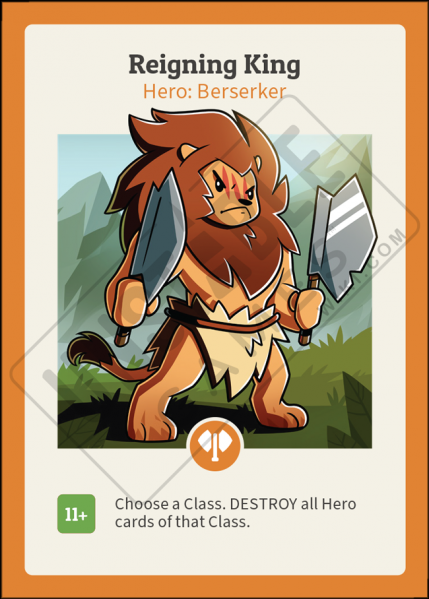 Reigning King
Hero: Berserker
11+
Choose a Class. DESTROY all Hero
cards of that Class.